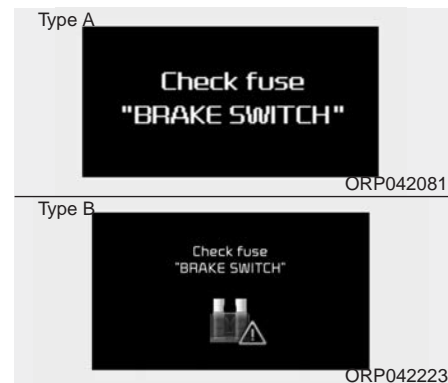 Type A
Check fuse
"BRAKE SWITCH"
ORP042081
Type B
Check fuse
"BRAKE SWITCH"
ORP042223